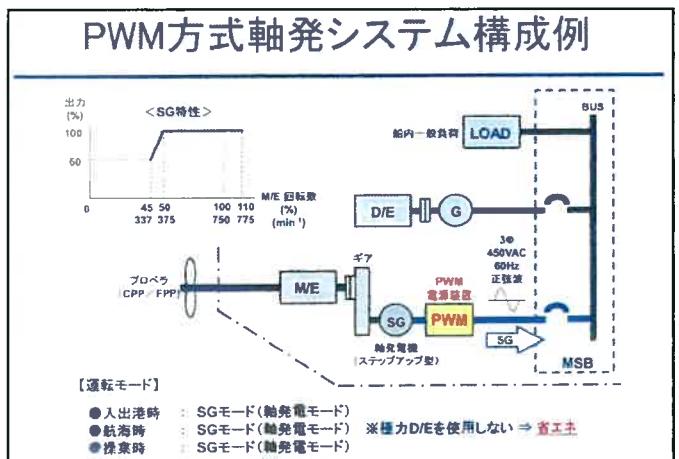 PWM方式軸発システム構成例
出力
(%)
<SG特性>
100
50
0
45 50 100 110
337 375 750 775
M/E 回転数
(%)
(min⁻¹)
BUS
船内一般負荷
LOAD
D/E
G
3Φ
450VAC
60Hz
正弦波
ギア
プロペラ
(CPP/FPP)
M/E
PWM
電源装置
SG
PWM
SG
軸発電機
(ステップアップ型)
MSB
【運転モード】
●入出港時 : SGモード(軸発電モード)
●航海時 : SGモード(軸発電モード) ※極力D/Eを使用しない ⇒ 省エネ
●操業時 : SGモード(軸発電モード)